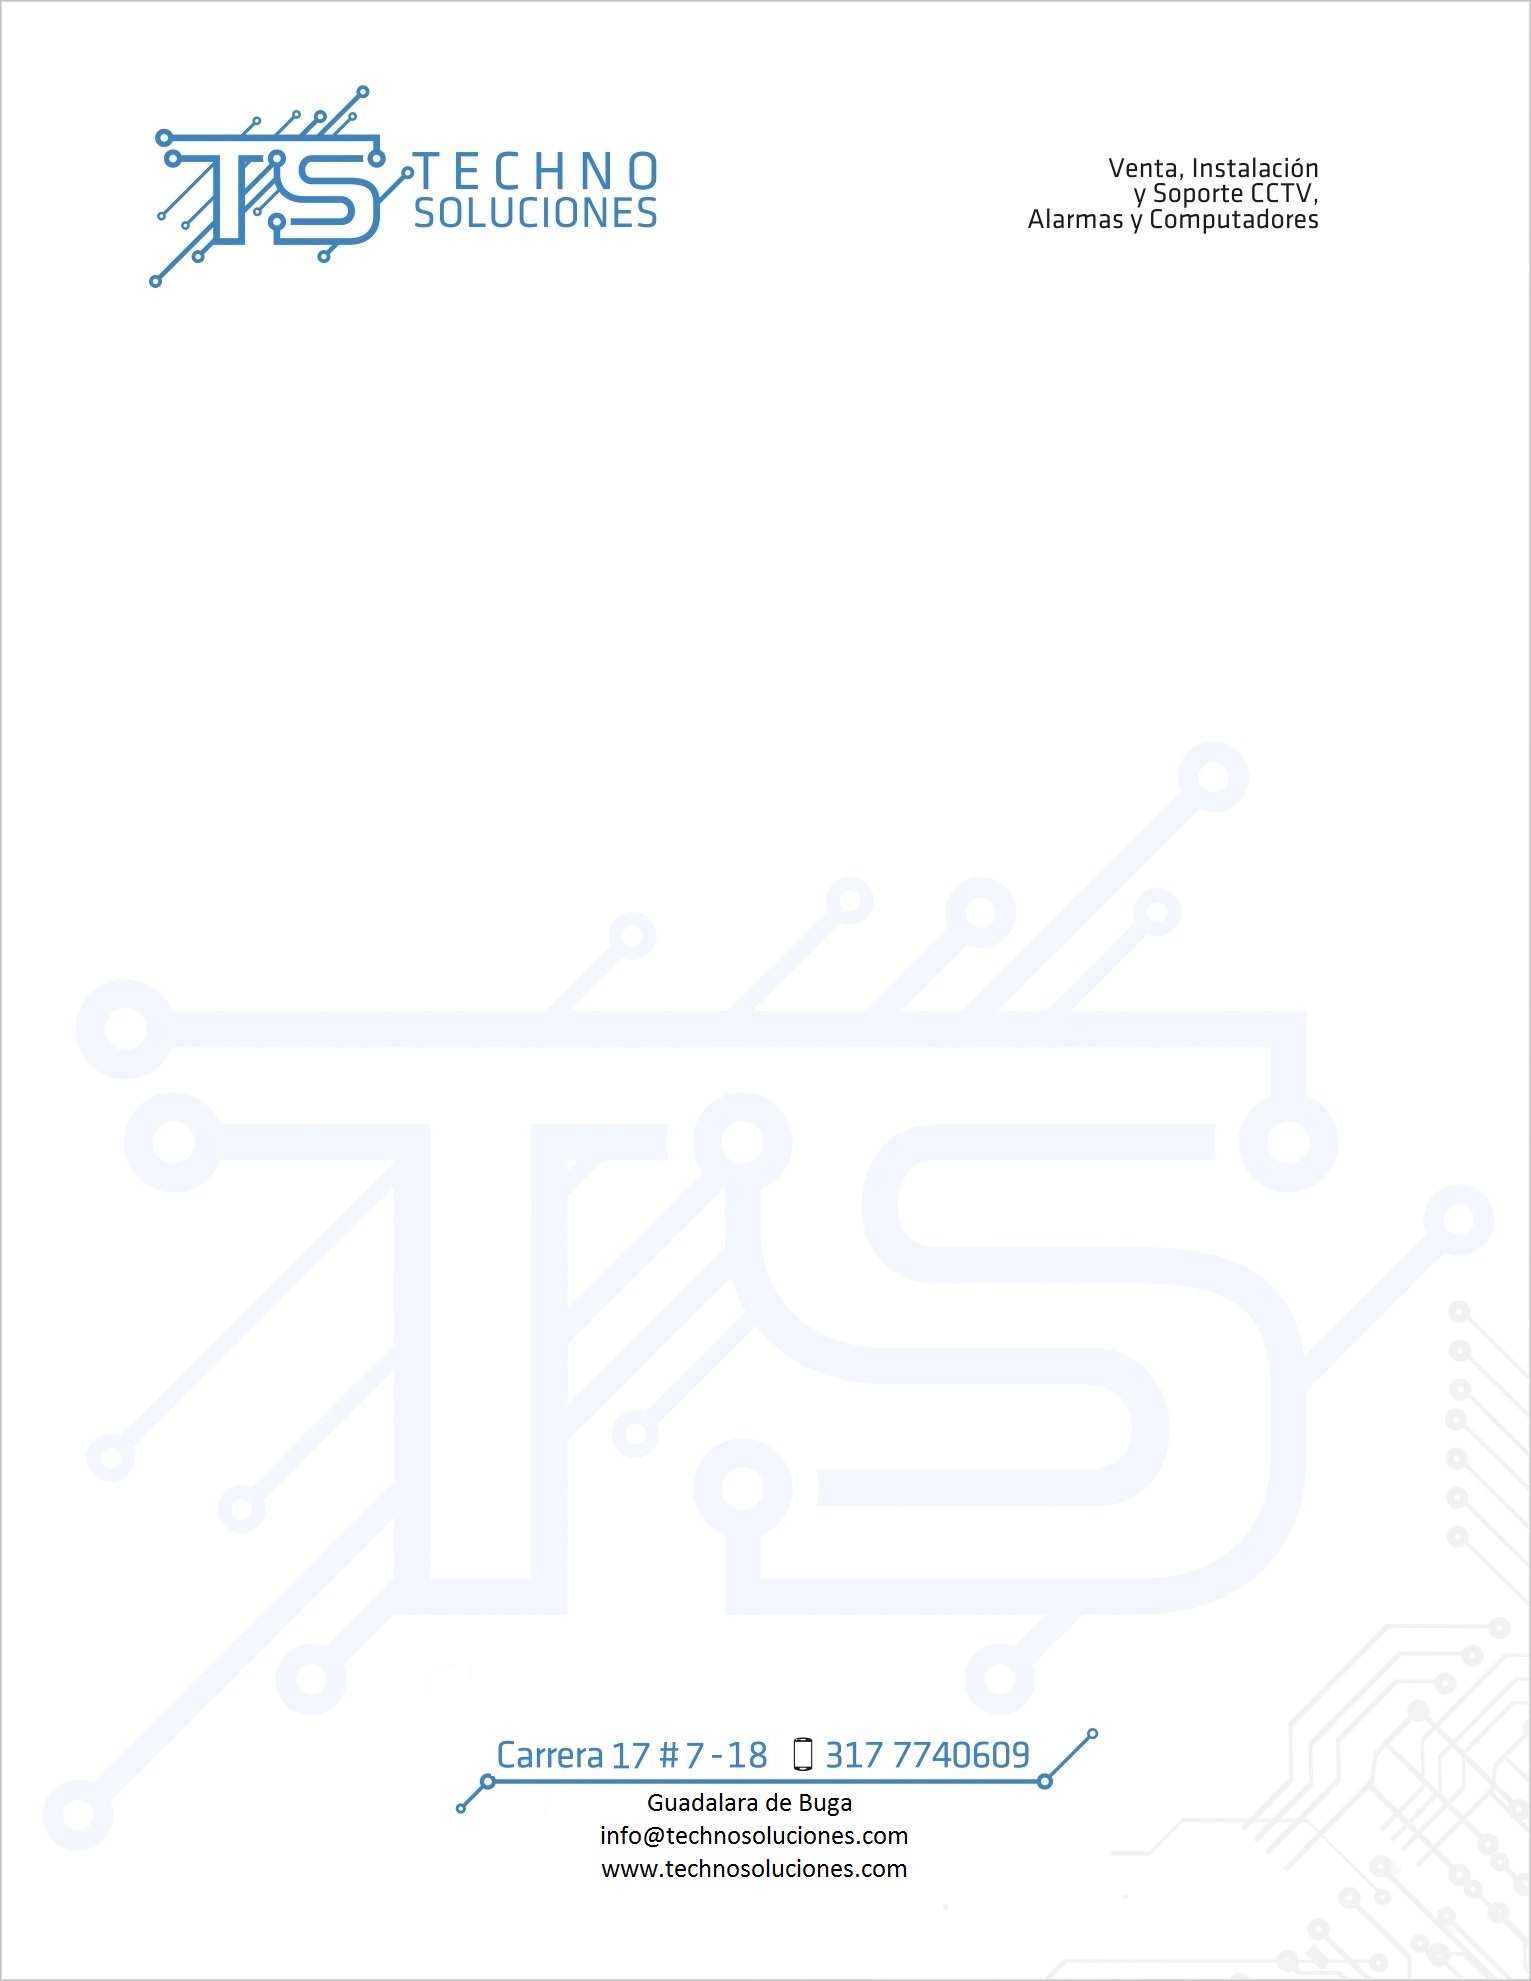 TS
TECHNO
SOLUCIONES
Venta, Instalación
y Soporte CCTV,
Alarmas y Computadores
TS
Carrera 17 # 7 - 18 317 7740609
Guadalara de Buga
info@technosoluciones.com
www.technosoluciones.com